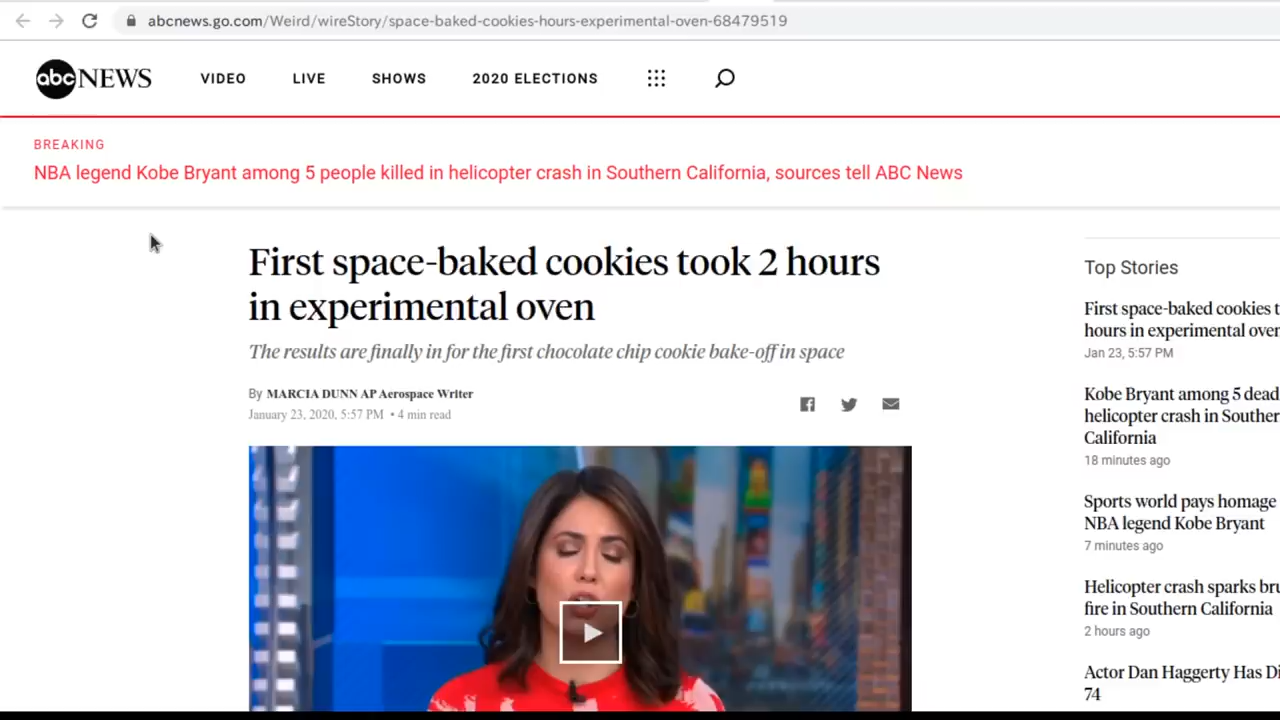 abcnews.go.com/Weird/wireStory/space-baked-cookies-hours-experimental-oven-68479519
abc NEWS VIDEO LIVE SHOWS 2020 ELECTIONS
BREAKING
NBA legend Kobe Bryant among 5 people killed in helicopter crash in Southern California, sources tell ABC News
First space-baked cookies took 2 hours
in experimental oven
The results are finally in for the first chocolate chip cookie bake-off in space
By MARCIA DUNN AP Aerospace Writer
January 23, 2020, 5:57 PM • 4 min read
Top Stories
First space-baked cookies t
hours in experimental oven
Jan 23, 5:57 PM
Kobe Bryant among 5 dead
helicopter crash in Souther
California
18 minutes ago
Sports world pays homage
NBA legend Kobe Bryant
7 minutes ago
Helicopter crash sparks bru
fire in Southern California
2 hours ago
Actor Dan Haggerty Has Di
74